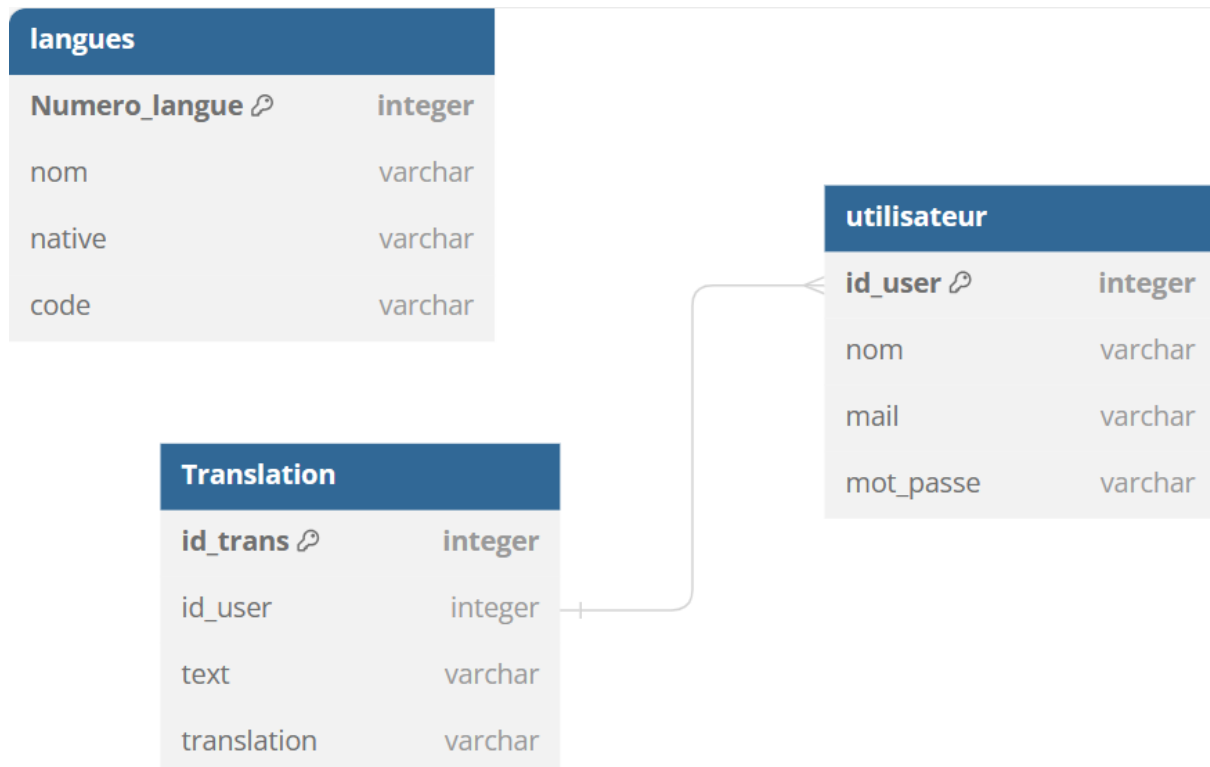 langues
Numero_langue integer
nom varchar
native varchar
code varchar
utilisateur
id_user integer
nom varchar
mail varchar
mot_passe varchar
Translation
id_trans integer
id_user integer
text varchar
translation varchar